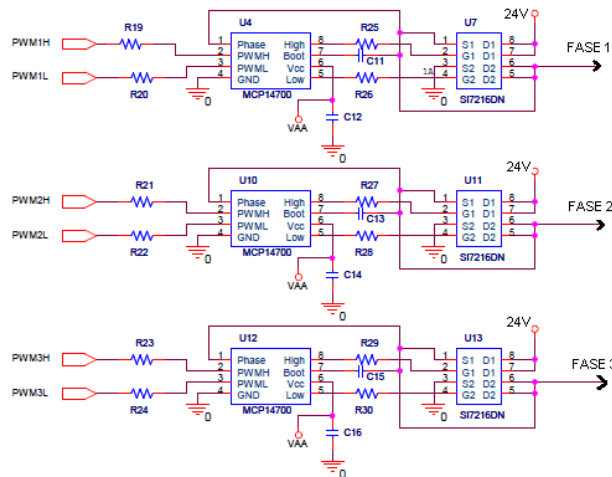 24V
R19 U4 R25 U7
PWM1H 1 Phase High 8 1 S1 D1 8
2 PWMH Boot 7 C11 2 G1 D1 7
PWM1L 3 PWML Vcc 6 3 S2 D2 6 FASE 1
4 GND Low 5 1A 4 G2 D2 5
R20 0 MCP14700 R26 0 SI7216DN
C12
VAA
0
24V
R21 U10 R27 U11
PWM2H 1 Phase High 8 1 S1 D1 8
2 PWMH Boot 7 C13 2 G1 D1 7
PWM2L 3 PWML Vcc 6 3 S2 D2 6 FASE 2
4 GND Low 5 4 G2 D2 5
R22 0 MCP14700 R28 0 SI7216DN
C14
VAA
0
24V
R23 U12 R29 U13
PWM3H 1 Phase High 8 1 S1 D1 8
2 PWMH Boot 7 C15 2 G1 D1 7
PWM3L 3 PWML Vcc 6 3 S2 D2 6 FASE 3
4 GND Low 5 4 G2 D2 5
R24 0 MCP14700 R30 0 SI7216DN
C16
VAA
0